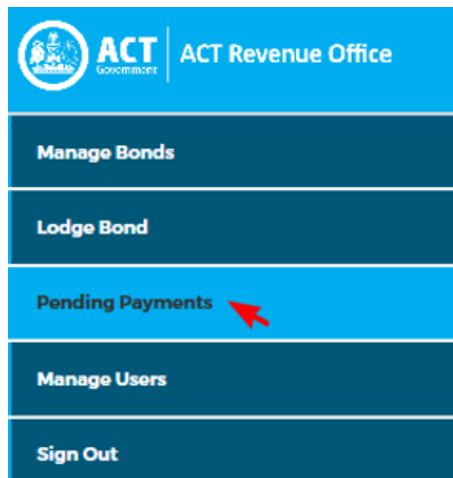 ACT
Government
ACT Revenue Office
Manage Bonds
Lodge Bond
Pending Payments
Manage Users
Sign Out